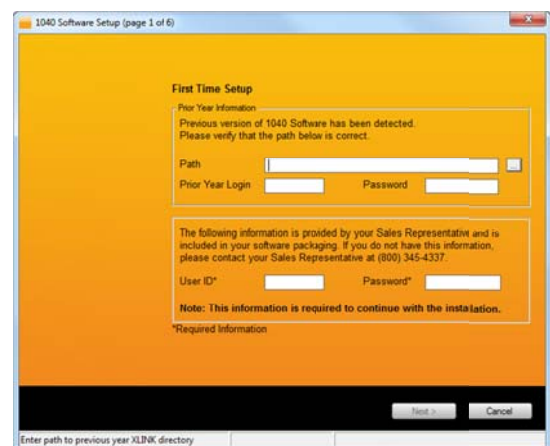 1040 Software Setup (page 1 of 6)
First Time Setup
Prior Year Information
Previous version of 1040 Software has been detected.
Please verify that the path below is correct.
Path
...
Prior Year Login
Password
The following information is provided by your Sales Representative and is
included in your software packaging. If you do not have this information,
please contact your Sales Representative at (800) 345-4337.
User ID*
Password*
Note: This information is required to continue with the installation.
*Required Information
Next >
Cancel
Enter path to previous year XLINK directory